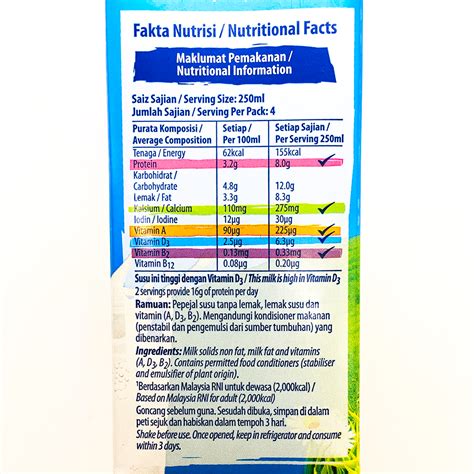 Fakta Nutrisi / Nutritional Facts
Maklumat Pemakanan /
Nutritional Information
Saiz Sajian / Serving Size: 250ml
Jumlah Sajian / Serving Per Pack: 4
Purata Komposisi / Setiap / Setiap Sajian /
Average Composition Per 100ml Per Serving 250ml
Tenaga / Energy 62kcal 155kcal
Protein 3.2g 8.0g
Karbohidrat /
Carbohydrate 4.8g 12.0g
Lemak / Fat 3.3g 8.3g
Kalsium / Calcium 110mg 275mg
Iodin / Iodine 12µg 30µg
Vitamin A 90µg 225µg
Vitamin D3 2.5µg 6.3µg
Vitamin B2 0.13mg 0.33mg
Vitamin B12 0.08µg 0.20µg
Susu ini tinggi dengan Vitamin D3 / This milk is high in Vitamin D3
2 servings provide 16g of protein per day
Ramuan: Pepejal susu tanpa lemak, lemak susu dan
vitamin (A, D3, B2). Mengandungi kondisioner makanan
(penstabil dan pengemulsi dari sumber tumbuhan) yang
dibenarkan.
Ingredients: Milk solids non fat, milk fat and vitamins
(A, D3, B2). Contains permitted food conditioners (stabiliser
and emulsifier of plant origin).
¹Berdasarkan Malaysia RNI untuk dewasa (2,000kcal) /
Based on Malaysia RNI for adult (2,000kcal)
Goncang sebelum guna. Sesudah dibuka, simpan di dalam
peti sejuk dan habiskan dalam tempoh 3 hari.
Shake before use. Once opened, keep in refrigerator and consume
within 3 days.